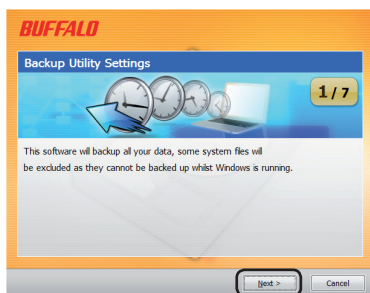 BUFFALO
Backup Utility Settings
1 / 7
This software will backup all your data, some system files will
be excluded as they cannot be backed up whilst Windows is running.
Next >
Cancel